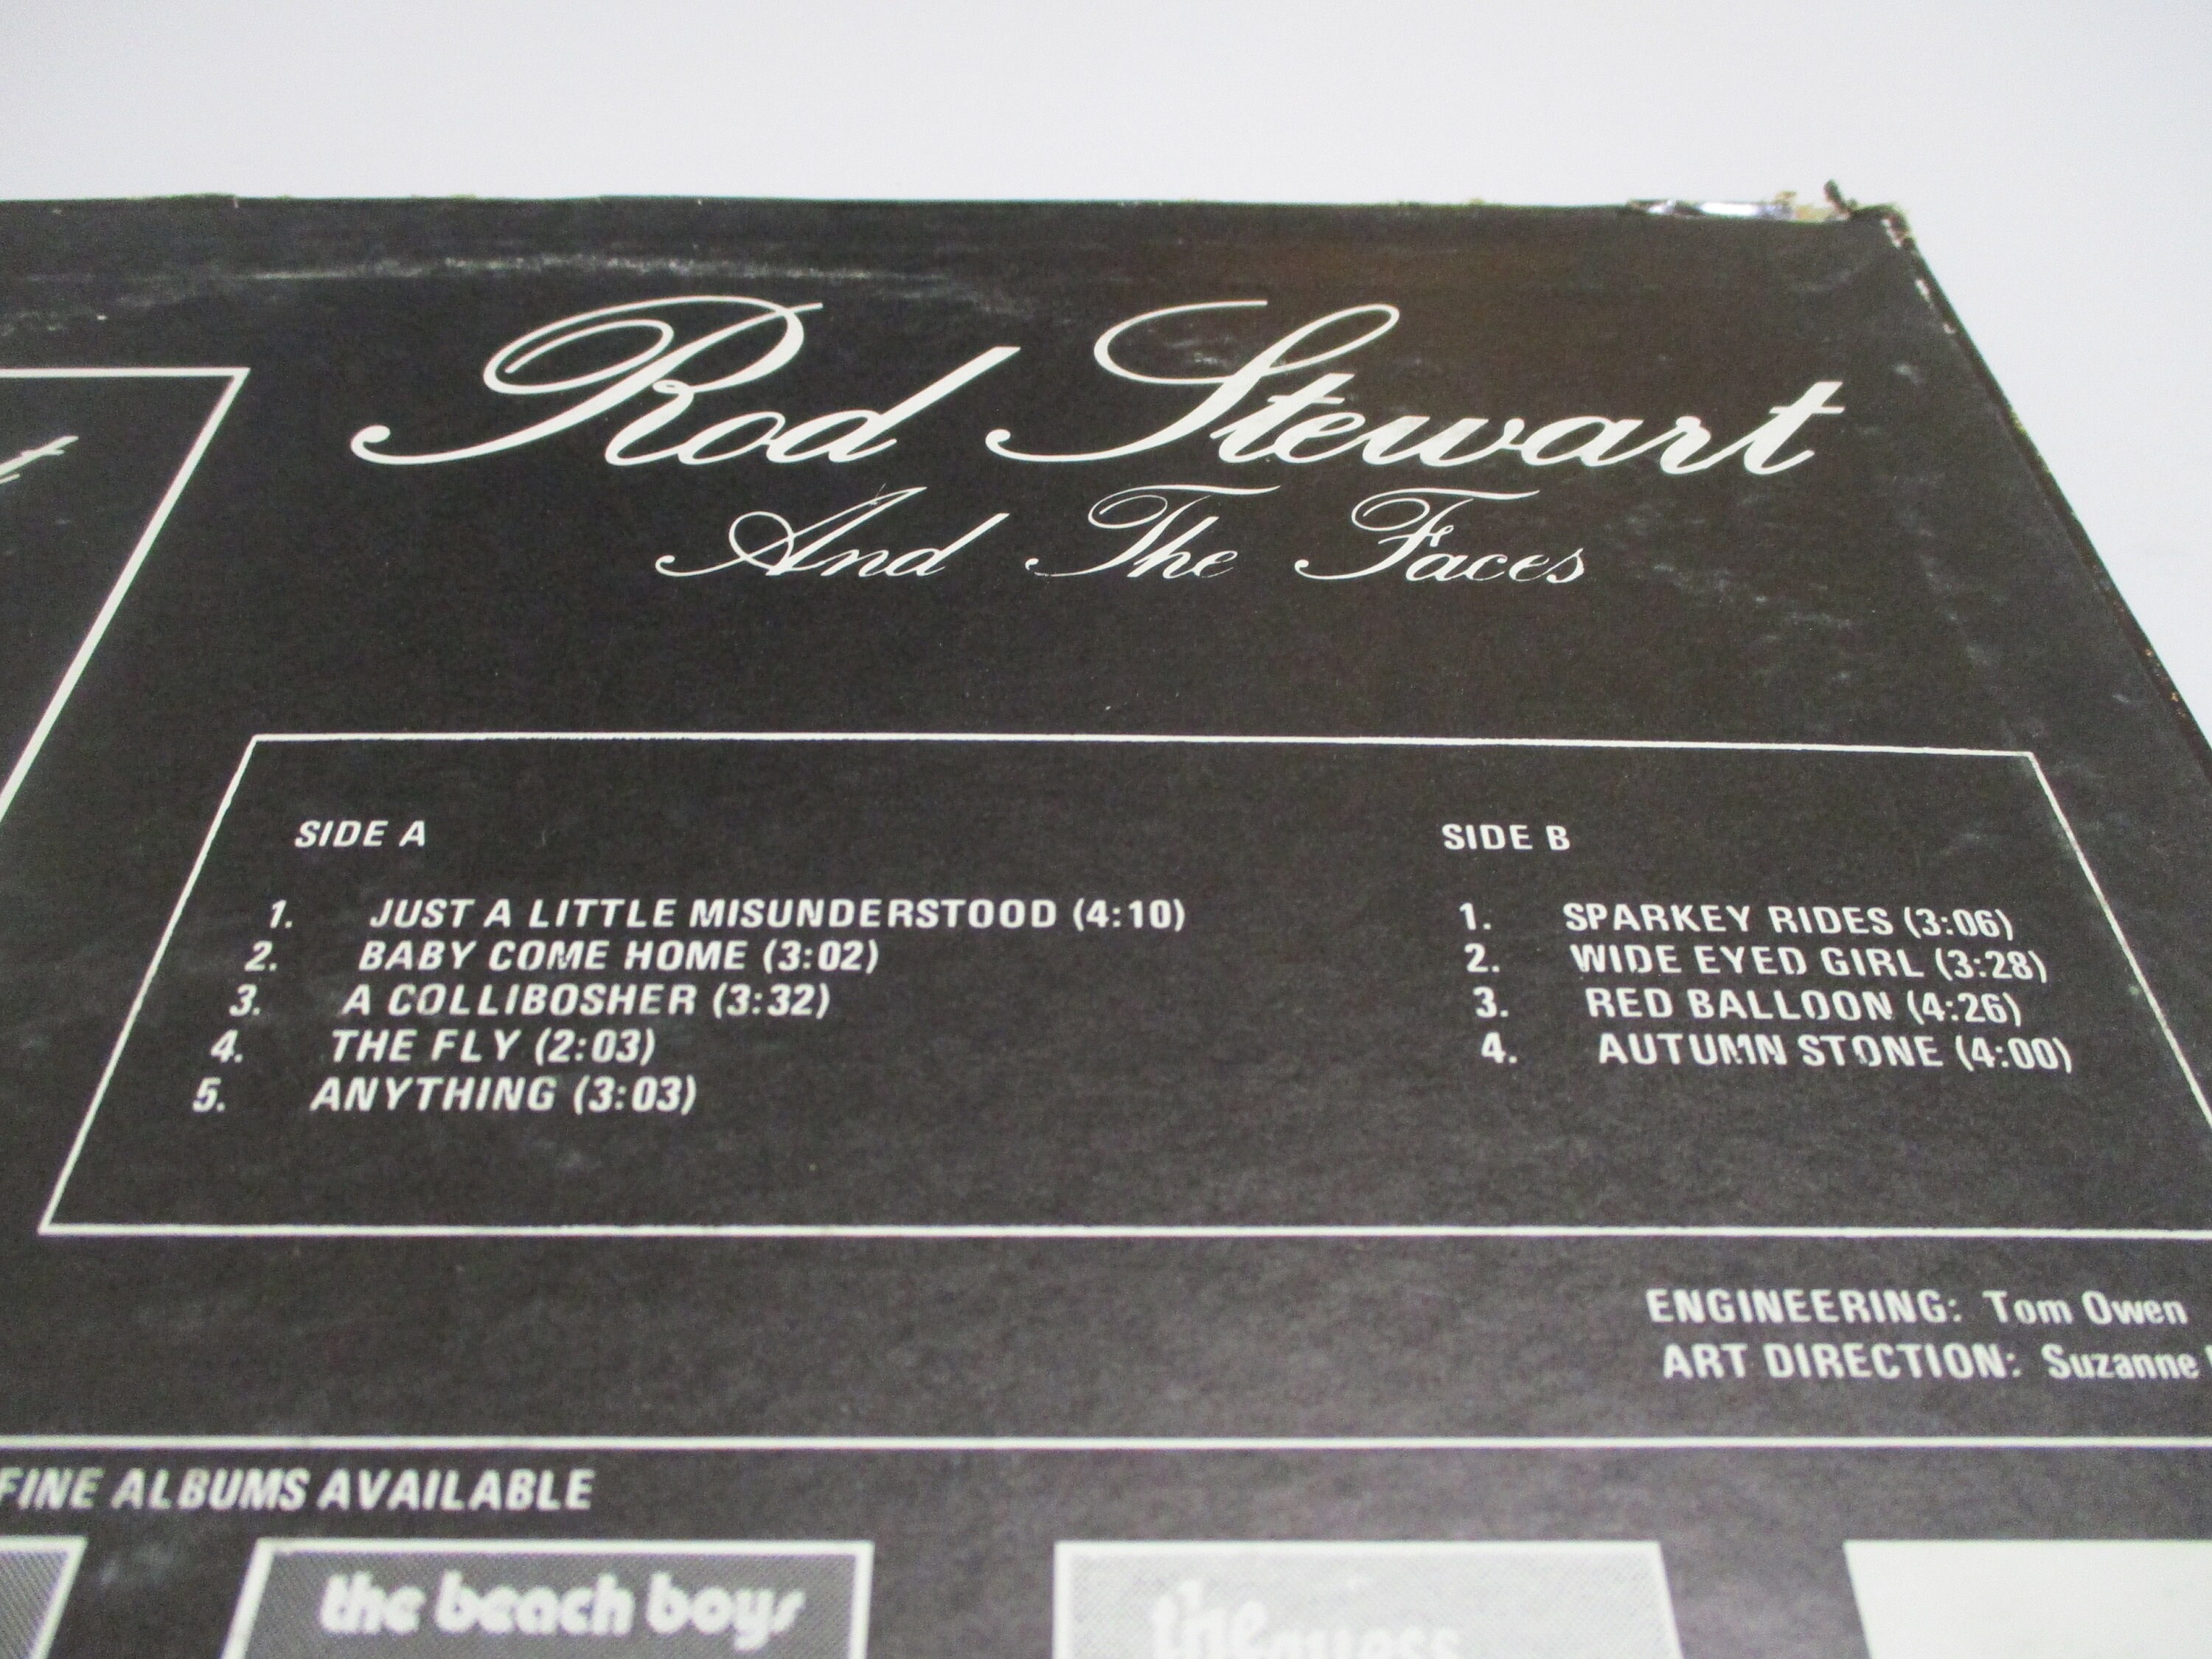 Rod Stewart
And The Faces
SIDE A
1. JUST A LITTLE MISUNDERSTOOD (4:10)
2. BABY COME HOME (3:02)
3. A COLLIBOSHER (3:32)
4. THE FLY (2:03)
5. ANYTHING (3:03)
SIDE B
1. SPARKEY RIDES (3:06)
2. WIDE EYED GIRL (3:28)
3. RED BALLOON (4:26)
4. AUTUMN STONE (4:00)
ENGINEERING: Tom Owen
ART DIRECTION: Suzanne
FINE ALBUMS AVAILABLE
the beach boys
the guess